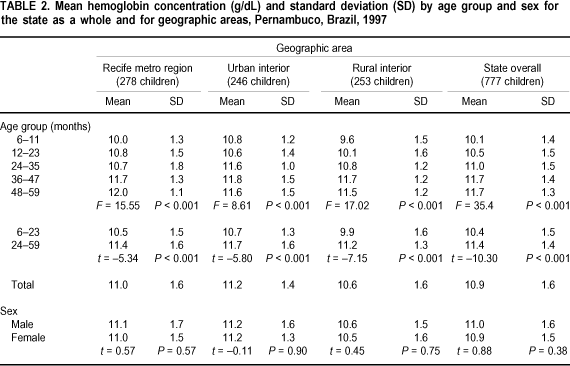 TABLE 2. Mean hemoglobin concentration (g/dL) and standard deviation (SD) by age group and sex for
the state as a whole and for geographic areas, Pernambuco, Brazil, 1997
Geographic area
Recife metro region Urban interior Rural interior State overall
(278 children) (246 children) (253 children) (777 children)
Mean SD Mean SD Mean SD Mean SD
Age group (months)
6–11 10.0 1.3 10.8 1.2 9.6 1.5 10.1 1.4
12–23 10.8 1.5 10.6 1.4 10.1 1.6 10.5 1.5
24–35 10.7 1.8 11.6 1.0 10.8 1.2 11.0 1.5
36–47 11.7 1.3 11.8 1.5 11.7 1.2 11.7 1.4
48–59 12.0 1.1 11.6 1.5 11.5 1.2 11.7 1.3
F = 15.55 P < 0.001 F = 8.61 P < 0.001 F = 17.02 P < 0.001 F = 35.4 P < 0.001
6–23 10.5 1.5 10.7 1.3 9.9 1.6 10.4 1.5
24–59 11.4 1.6 11.7 1.6 11.2 1.3 11.4 1.4
t = –5.34 P < 0.001 t = –5.80 P < 0.001 t = –7.15 P < 0.001 t = –10.30 P < 0.001
Total 11.0 1.6 11.2 1.4 10.6 1.6 10.9 1.6
Sex
Male 11.1 1.7 11.2 1.6 10.6 1.5 11.0 1.6
Female 11.0 1.5 11.2 1.3 10.5 1.6 10.9 1.5
t = 0.57 P = 0.57 t = –0.11 P = 0.90 t = 0.45 P = 0.75 t = 0.88 P = 0.38